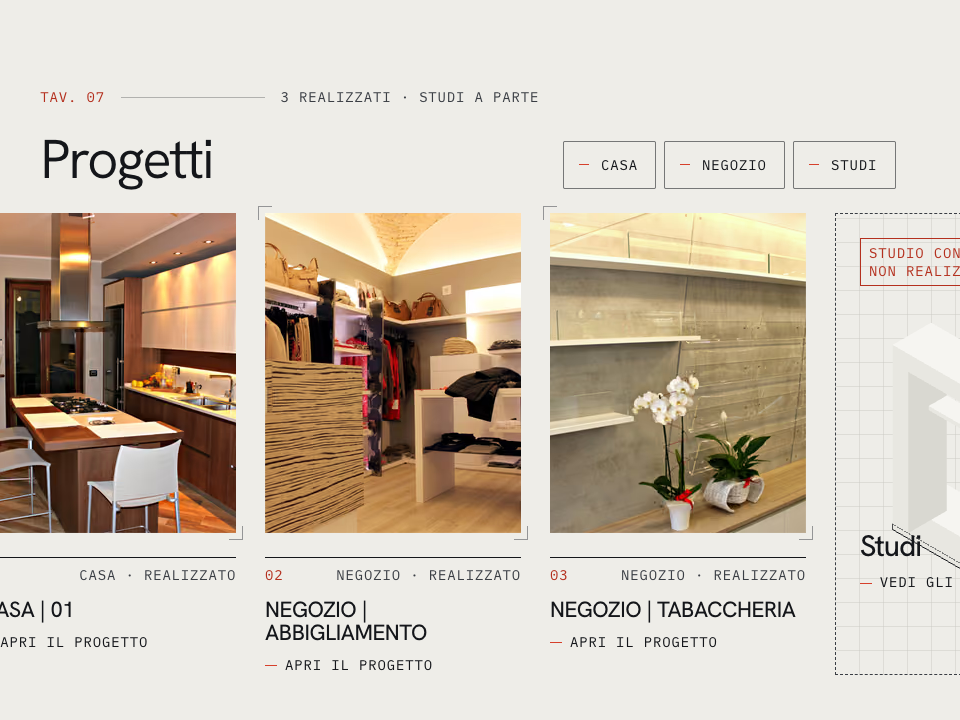 TAV. 07
3 REALIZZATI · STUDI A PARTE
Progetti
— CASA
— NEGOZIO
— STUDI
STUDIO CON
NON REALIZ
CASA · REALIZZATO
ASA | 01
APRI IL PROGETTO
02 NEGOZIO · REALIZZATO
NEGOZIO |
ABBIGLIAMENTO
— APRI IL PROGETTO
03 NEGOZIO · REALIZZATO
NEGOZIO | TABACCHERIA
— APRI IL PROGETTO
Studi
— VEDI GLI